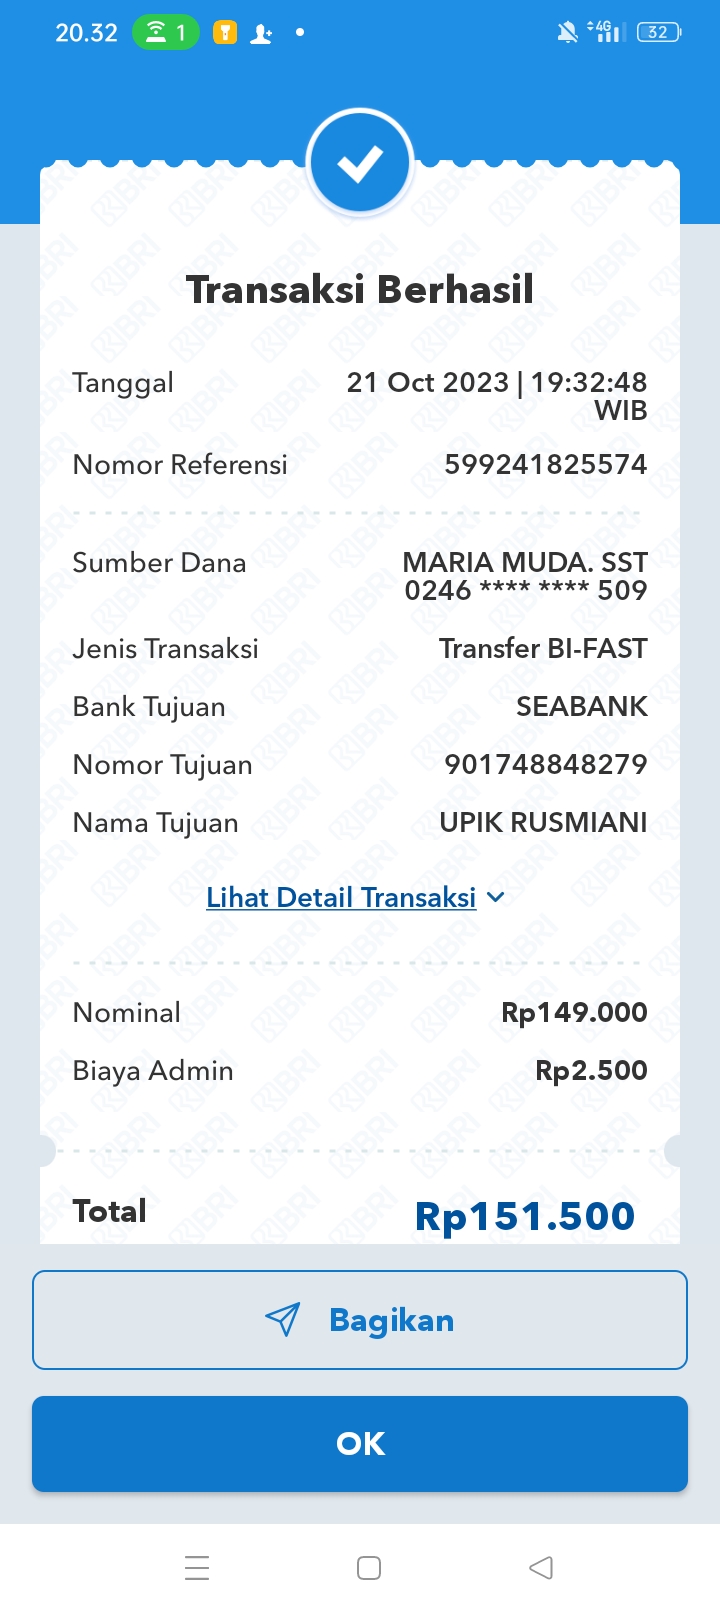 20.32 1 4G 32
Transaksi Berhasil
Tanggal 21 Oct 2023 | 19:32:48
WIB
Nomor Referensi 599241825574
Sumber Dana MARIA MUDA. SST
0246 **** **** 509
Jenis Transaksi Transfer BI-FAST
Bank Tujuan SEABANK
Nomor Tujuan 901748848279
Nama Tujuan UPIK RUSMIANI
Lihat Detail Transaksi
Nominal Rp149.000
Biaya Admin Rp2.500
Total Rp151.500
Bagikan
OK